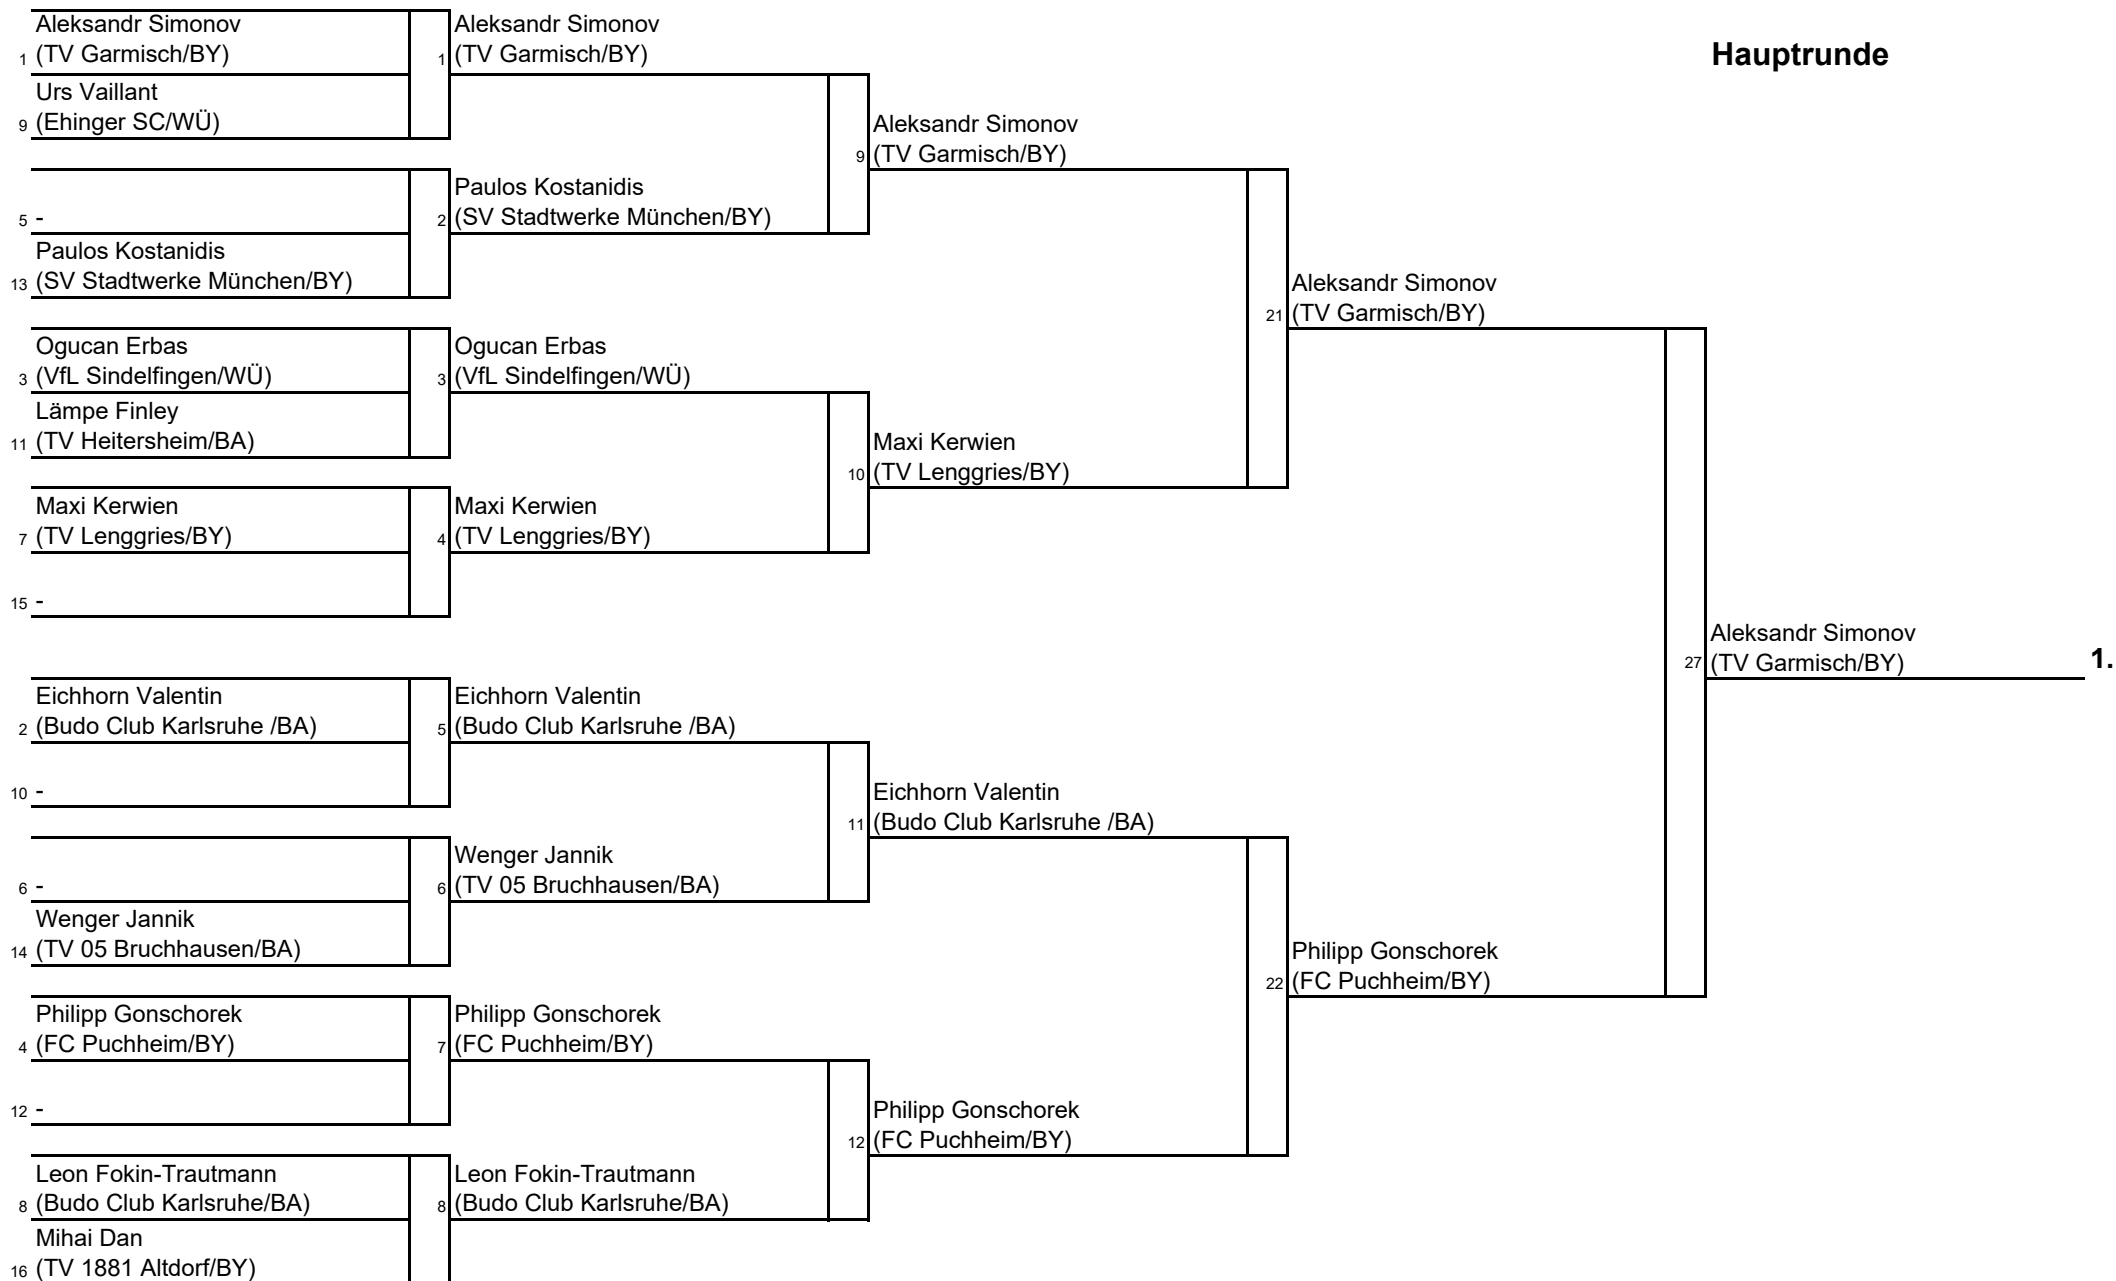 Hauptrunde
Aleksandr Simonov
1 (TV Garmisch/BY)
Urs Vaillant
9 (Ehinger SC/WÜ)
5 -
Paulos Kostanidis
13 (SV Stadtwerke München/BY)
Ogucan Erbas
3 (VfL Sindelfingen/WÜ)
Lämpe Finley
11 (TV Heitersheim/BA)
Maxi Kerwien
7 (TV Lenggries/BY)
15 -
Eichhorn Valentin
2 (Budo Club Karlsruhe /BA)
10 -
6 -
Wenger Jannik
14 (TV 05 Bruchhausen/BA)
Philipp Gonschorek
4 (FC Puchheim/BY)
12 -
Leon Fokin-Trautmann
8 (Budo Club Karlsruhe/BA)
Mihai Dan
16 (TV 1881 Altdorf/BY)
Aleksandr Simonov
1 (TV Garmisch/BY)
Paulos Kostanidis
2 (SV Stadtwerke München/BY)
Ogucan Erbas
3 (VfL Sindelfingen/WÜ)
Maxi Kerwien
4 (TV Lenggries/BY)
Eichhorn Valentin
5 (Budo Club Karlsruhe /BA)
Wenger Jannik
6 (TV 05 Bruchhausen/BA)
Philipp Gonschorek
7 (FC Puchheim/BY)
Leon Fokin-Trautmann
8 (Budo Club Karlsruhe/BA)
Aleksandr Simonov
9 (TV Garmisch/BY)
Maxi Kerwien
10 (TV Lenggries/BY)
Eichhorn Valentin
11 (Budo Club Karlsruhe /BA)
Philipp Gonschorek
12 (FC Puchheim/BY)
Aleksandr Simonov
21 (TV Garmisch/BY)
Philipp Gonschorek
22 (FC Puchheim/BY)
Aleksandr Simonov
27 (TV Garmisch/BY) 1.